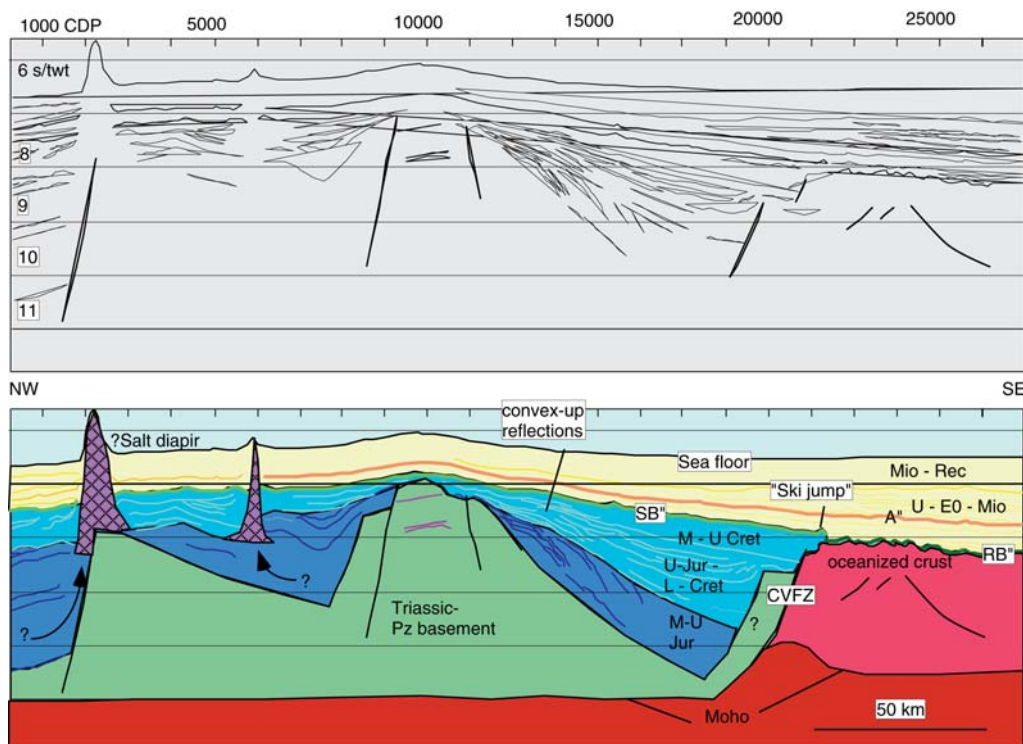 1000 CDP 5000 10000 15000 20000 25000
6 s/twt
8
9
10
11
NW SE
?Salt diapir
convex-up
reflections
Sea floor
Mio - Rec
"Ski jump"
U - E0 - Mio
A"
SB"
M - U Cret
RB"
oceanized crust
U-Jur -
L - Cret
CVFZ
?
?
Triassic-
Pz basement
M-U
Jur
?
Moho
50 km